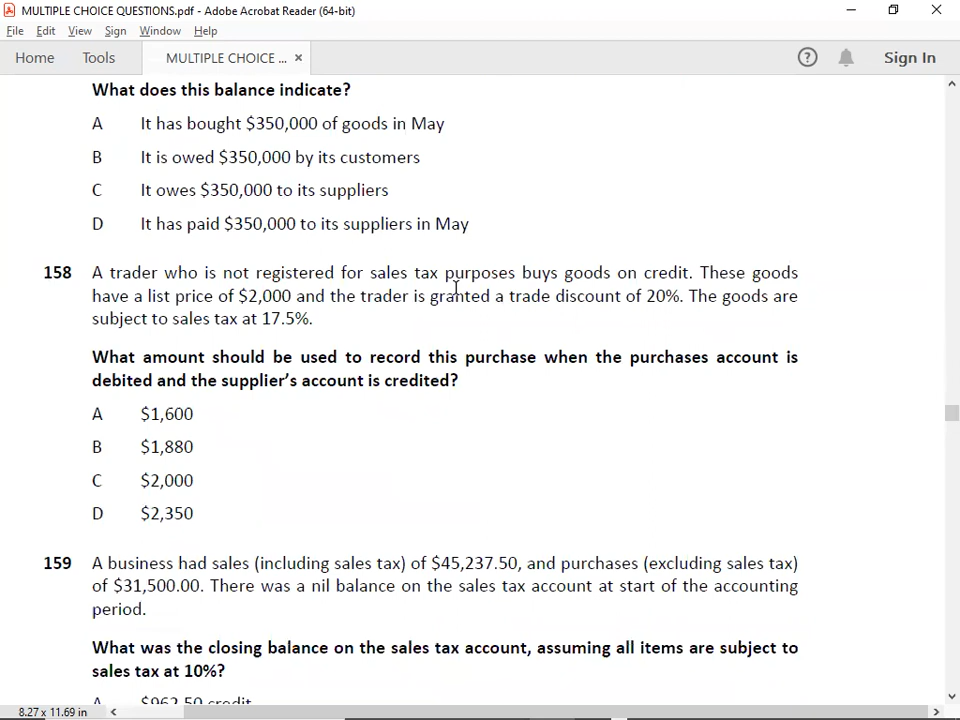 MULTIPLE CHOICE QUESTIONS.pdf - Adobe Acrobat Reader (64-bit)
File Edit View Sign Window Help
Home Tools MULTIPLE CHOICE ... × Sign In
What does this balance indicate?
A It has bought $350,000 of goods in May
B It is owed $350,000 by its customers
C It owes $350,000 to its suppliers
D It has paid $350,000 to its suppliers in May
158 A trader who is not registered for sales tax purposes buys goods on credit. These goods
have a list price of $2,000 and the trader is granted a trade discount of 20%. The goods are
subject to sales tax at 17.5%.
What amount should be used to record this purchase when the purchases account is
debited and the supplier's account is credited?
A $1,600
B $1,880
C $2,000
D $2,350
159 A business had sales (including sales tax) of $45,237.50, and purchases (excluding sales tax)
of $31,500.00. There was a nil balance on the sales tax account at start of the accounting
period.
What was the closing balance on the sales tax account, assuming all items are subject to
sales tax at 10%?
A $962.50 credit
8.27 x 11.69 in